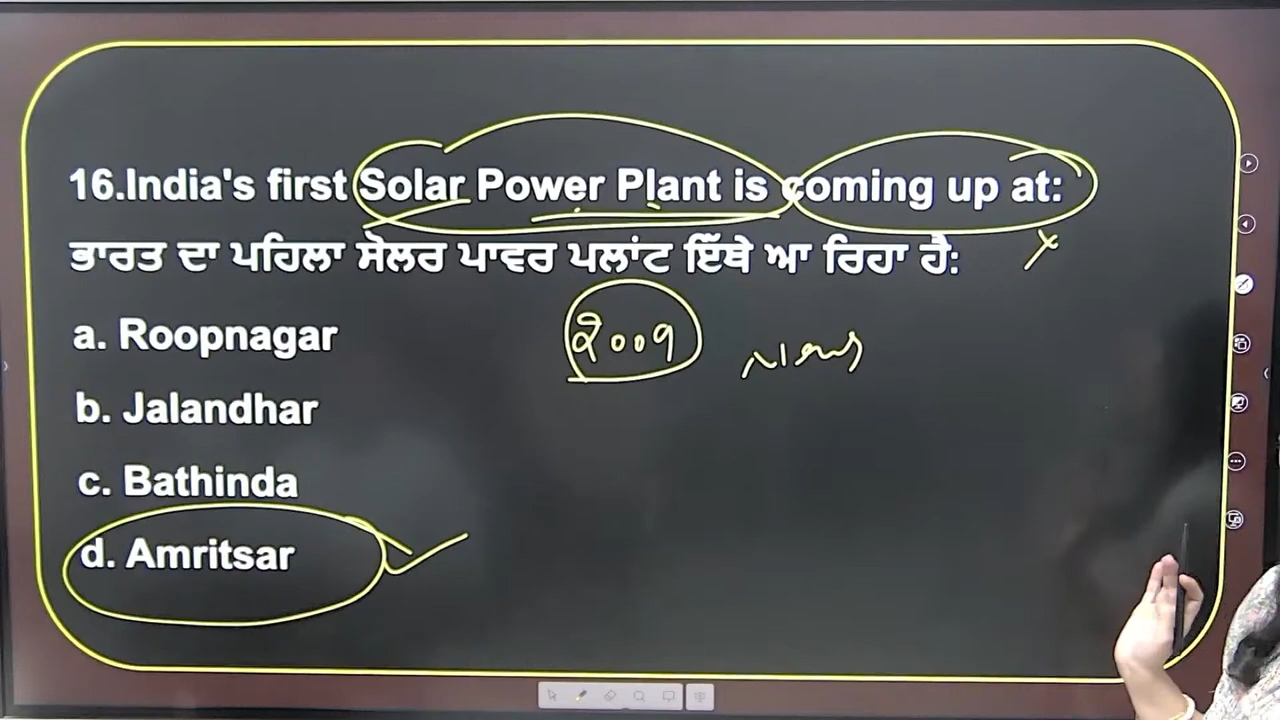 16.India's first Solar Power Plant is coming up at:
ਭਾਰਤ ਦਾ ਪਹਿਲਾ ਸੋਲਰ ਪਾਵਰ ਪਲਾਂਟ ਇੱਥੇ ਆ ਰਿਹਾ ਹੈ:
a. Roopnagar
2009 News
b. Jalandhar
c. Bathinda
d. Amritsar